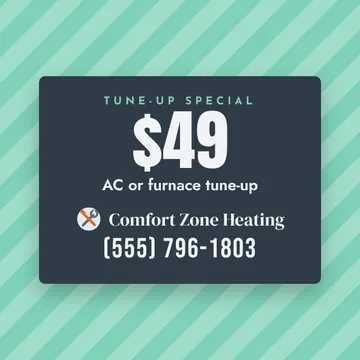 TUNE-UP SPECIAL
$49
AC or furnace tune-up
Comfort Zone Heating
(555) 796-1803